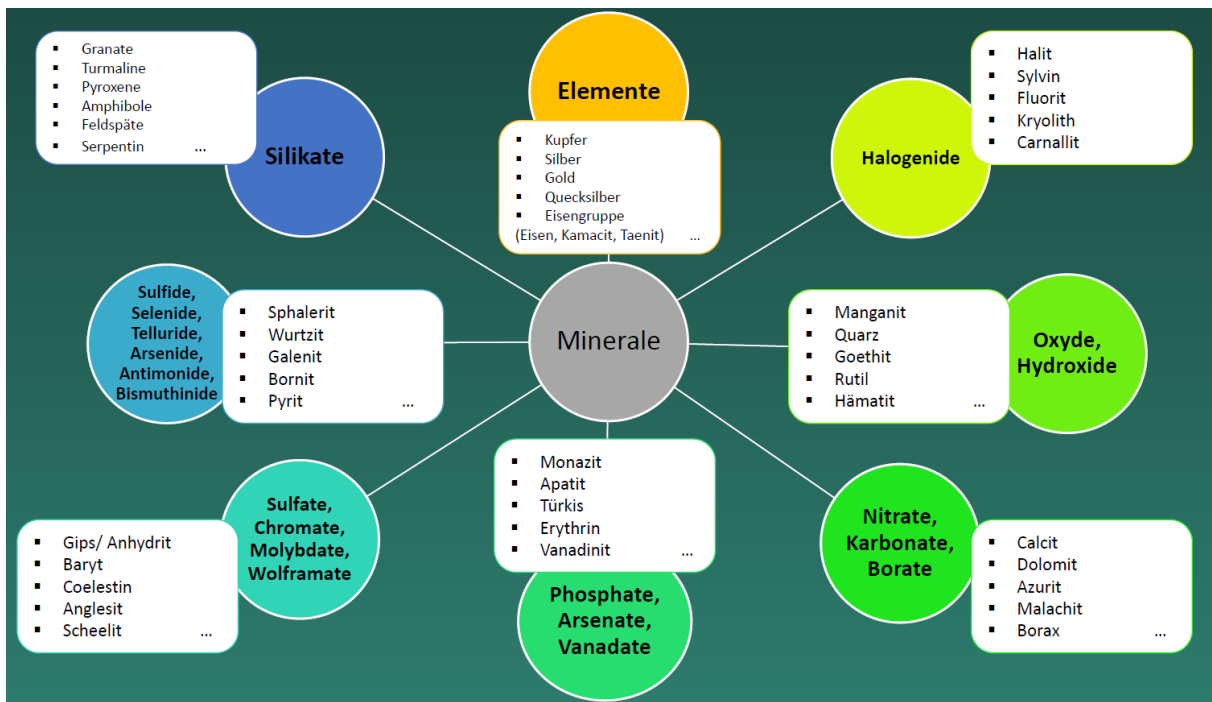 Granate
Turmaline
Pyroxene
Amphibole
Feldspäte
Serpentin ...
Silikate
Elemente
Kupfer
Silber
Gold
Quecksilber
Eisengruppe
(Eisen, Kamacit, Taenit) ...
Halogenide
Halit
Sylvin
Fluorit
Kryolith
Carnallit
Sulfide,
Selenide,
Telluride,
Arsenide,
Antimonide,
Bismuthinide
Sphalerit
Wurtzit
Galenit
Bornit
Pyrit ...
Minerale
Manganit
Quarz
Goethit
Rutil
Hämatit ...
Oxyde,
Hydroxide
Sulfate,
Chromate,
Molybdate,
Wolframate
Gips/ Anhydrit
Baryt
Coelestin
Anglesit
Scheelit ...
Monazit
Apatit
Türkis
Erythrin
Vanadinit ...
Phosphate,
Arsenate,
Vanadate
Nitrate,
Karbonate,
Borate
Calcit
Dolomit
Azurit
Malachit
Borax ...